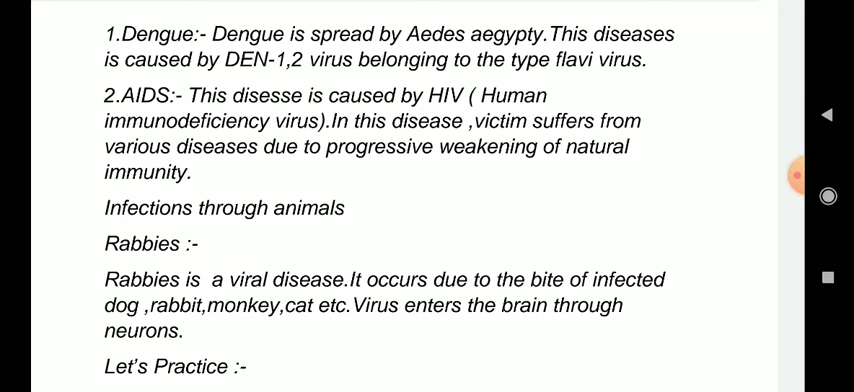 1.Dengue:- Dengue is spread by Aedes aegypty.This diseases
is caused by DEN-1,2 virus belonging to the type flavi virus.
2.AIDS:- This disesse is caused by HIV ( Human
immunodeficiency virus).In this disease ,victim suffers from
various diseases due to progressive weakening of natural
immunity.
Infections through animals
Rabbies :-
Rabbies is  a viral disease.It occurs due to the bite of infected
dog ,rabbit,monkey,cat etc.Virus enters the brain through
neurons.
Let's Practice :-